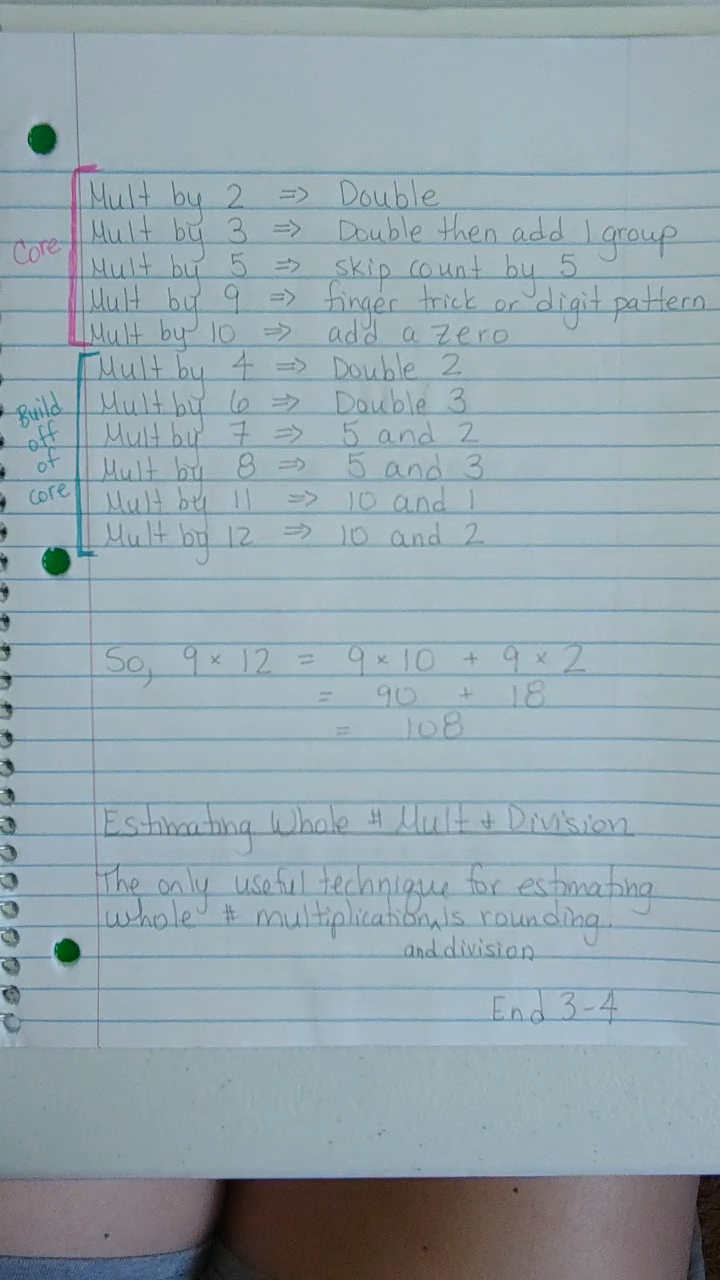 Core
Mult by 2 => Double
Mult by 3 => Double then add 1 group
Mult by 5 => skip count by 5
Mult by 9 => finger trick or digit pattern
Mult by 10 => add a zero
Build
off
of
core
Mult by 4 => Double 2
Mult by 6 => Double 3
Mult by 7 => 5 and 2
Mult by 8 => 5 and 3
Mult by 11 => 10 and 1
Mult by 12 => 10 and 2
So, 9 × 12 = 9 × 10 + 9 × 2
= 90 + 18
= 108
Estimating Whole # Mult + Division
The only useful technique for estimating
whole # multiplication ^ is rounding.
and division
End 3-4